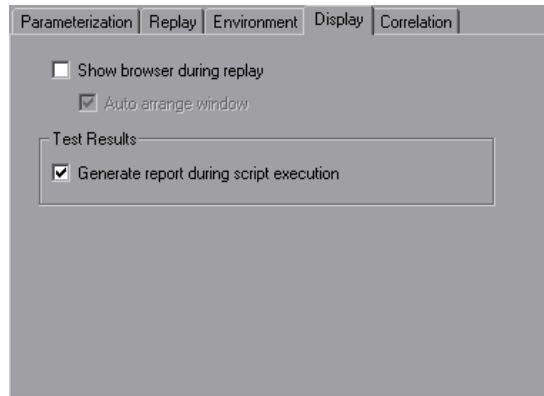 Parameterization Replay Environment Display Correlation
Show browser during replay
Auto arrange window
Test Results
Generate report during script execution